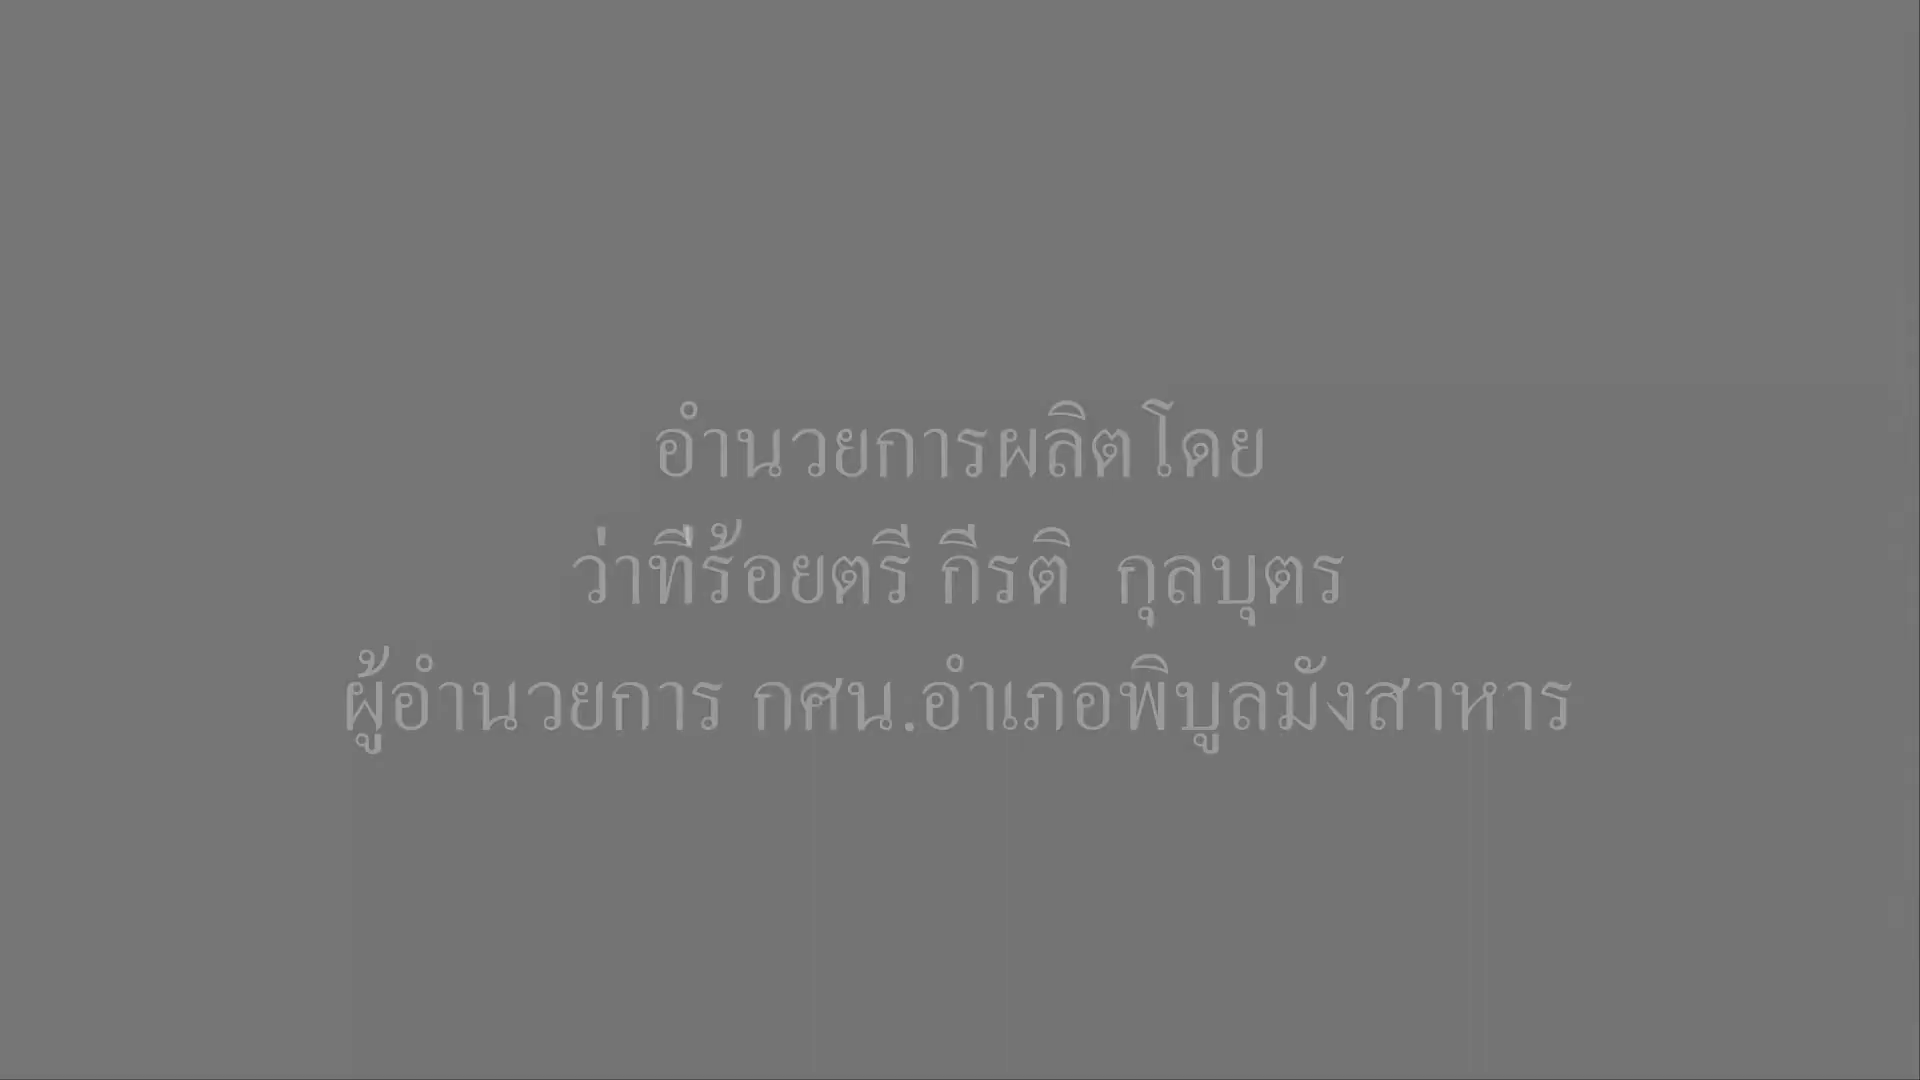 อำนวยการผลิตโดย
ว่าที่ร้อยตรี กีรติ  กุลบุตร
ผู้อำนวยการ กศน.อำเภอพิบูลมังสาหาร